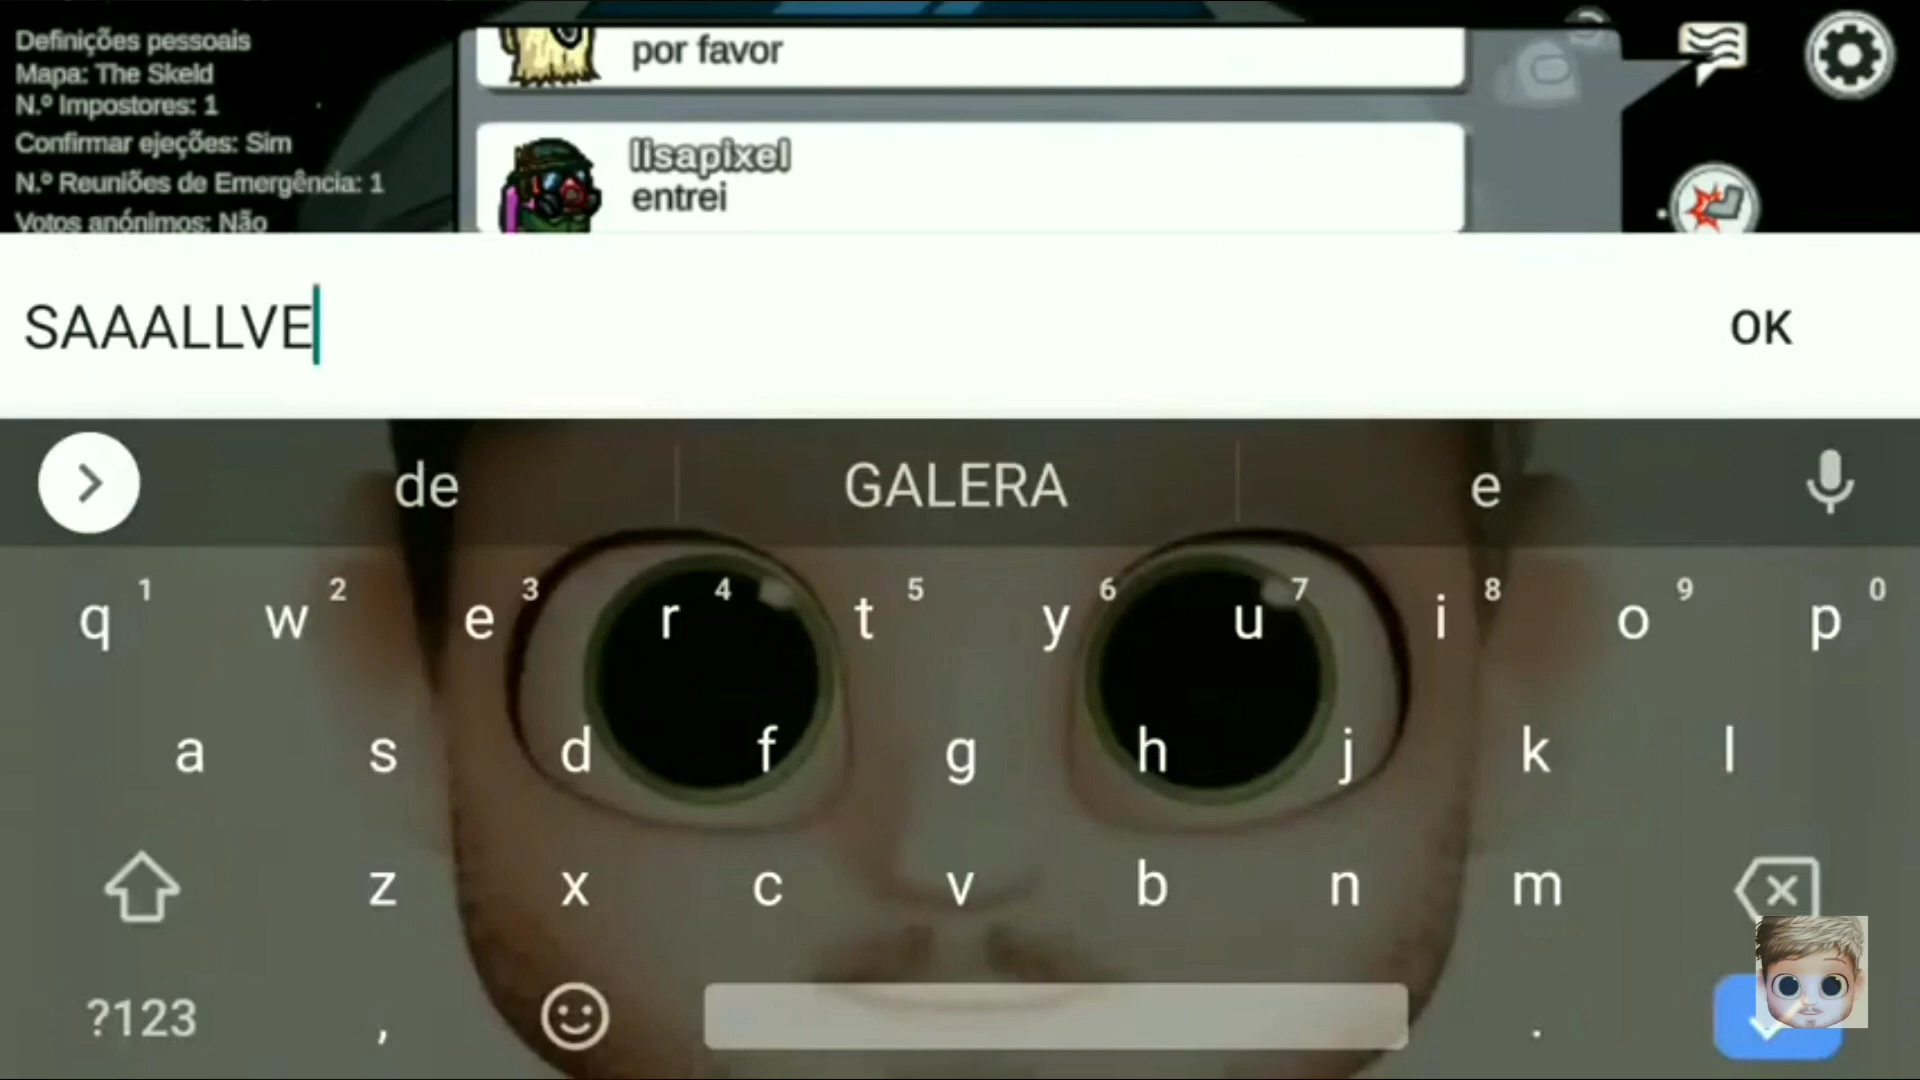 Definições pessoais
Mapa: The Skeld
N.º Impostores: 1
Confirmar ejeções: Sim
N.º Reuniões de Emergência: 1
Votos anónimos: Não
por favor
lisapixel
entrei
SAAALLVE
OK
de GALERA e
q 1 w 2 e 3 r 4 t 5 y 6 u 7 i 8 o 9 p 0
a s d f g h j k l
z x c v b n m
?123 , .